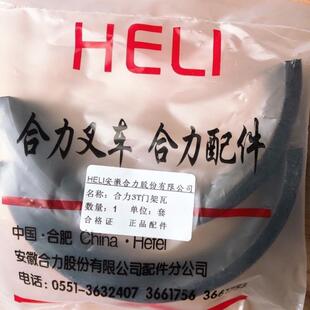 HELI
合力叉车 合力配件
HELI安徽合力股份有限公司
名称：合力3T门架瓦
数量：1 单位：套
合格证 正品配件
中国·合肥 China·Hefei
安徽合力股份有限公司配件分公司
电话：0551-3632407 3661756